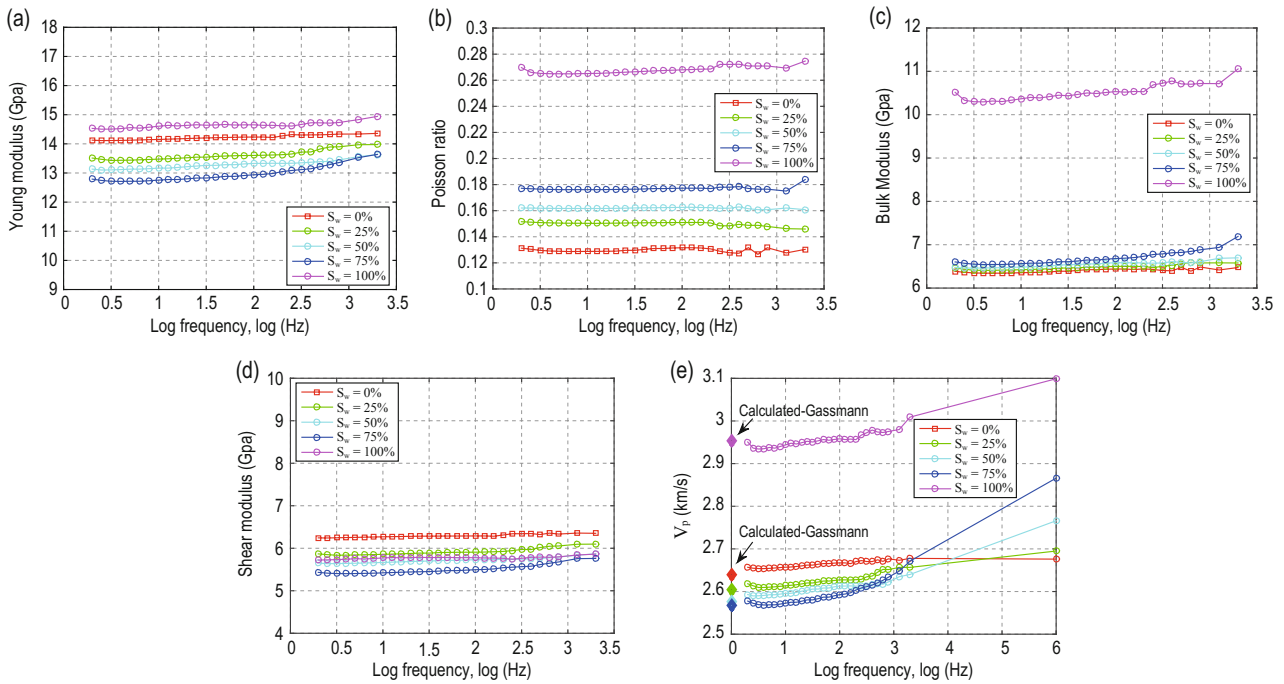 (a)
Young modulus (Gpa)
18
17
16
15
14
13
12
11
10
9
0
0.5
1
1.5
2
2.5
3
3.5
Log frequency, log (Hz)
Sw = 0%
Sw = 25%
Sw = 50%
Sw = 75%
Sw = 100%
(b)
Poisson ratio
0.3
0.28
0.26
0.24
0.22
0.20
0.18
0.16
0.14
0.12
0.1
0
0.5
1
1.5
2
2.5
3
3.5
Log frequency, log (Hz)
Sw = 0%
Sw = 25%
Sw = 50%
Sw = 75%
Sw = 100%
(c)
Bulk Modulus (Gpa)
12
11
10
9
8
7
6
0
0.5
1
1.5
2
2.5
3
3.5
Log frequency, log (Hz)
Sw = 0%
Sw = 25%
Sw = 50%
Sw = 75%
Sw = 100%
(d)
Shear modulus (Gpa)
10
9
8
7
6
5
4
0
0.5
1
1.5
2
2.5
3
3.5
Log frequency, log (Hz)
Sw = 0%
Sw = 25%
Sw = 50%
Sw = 75%
Sw = 100%
(e)
Vp (km/s)
3.1
3
2.9
2.8
2.7
2.6
2.5
0
1
2
3
4
5
6
Log frequency, log (Hz)
Calculated-Gassmann
Calculated-Gassmann
Sw = 0%
Sw = 25%
Sw = 50%
Sw = 75%
Sw = 100%